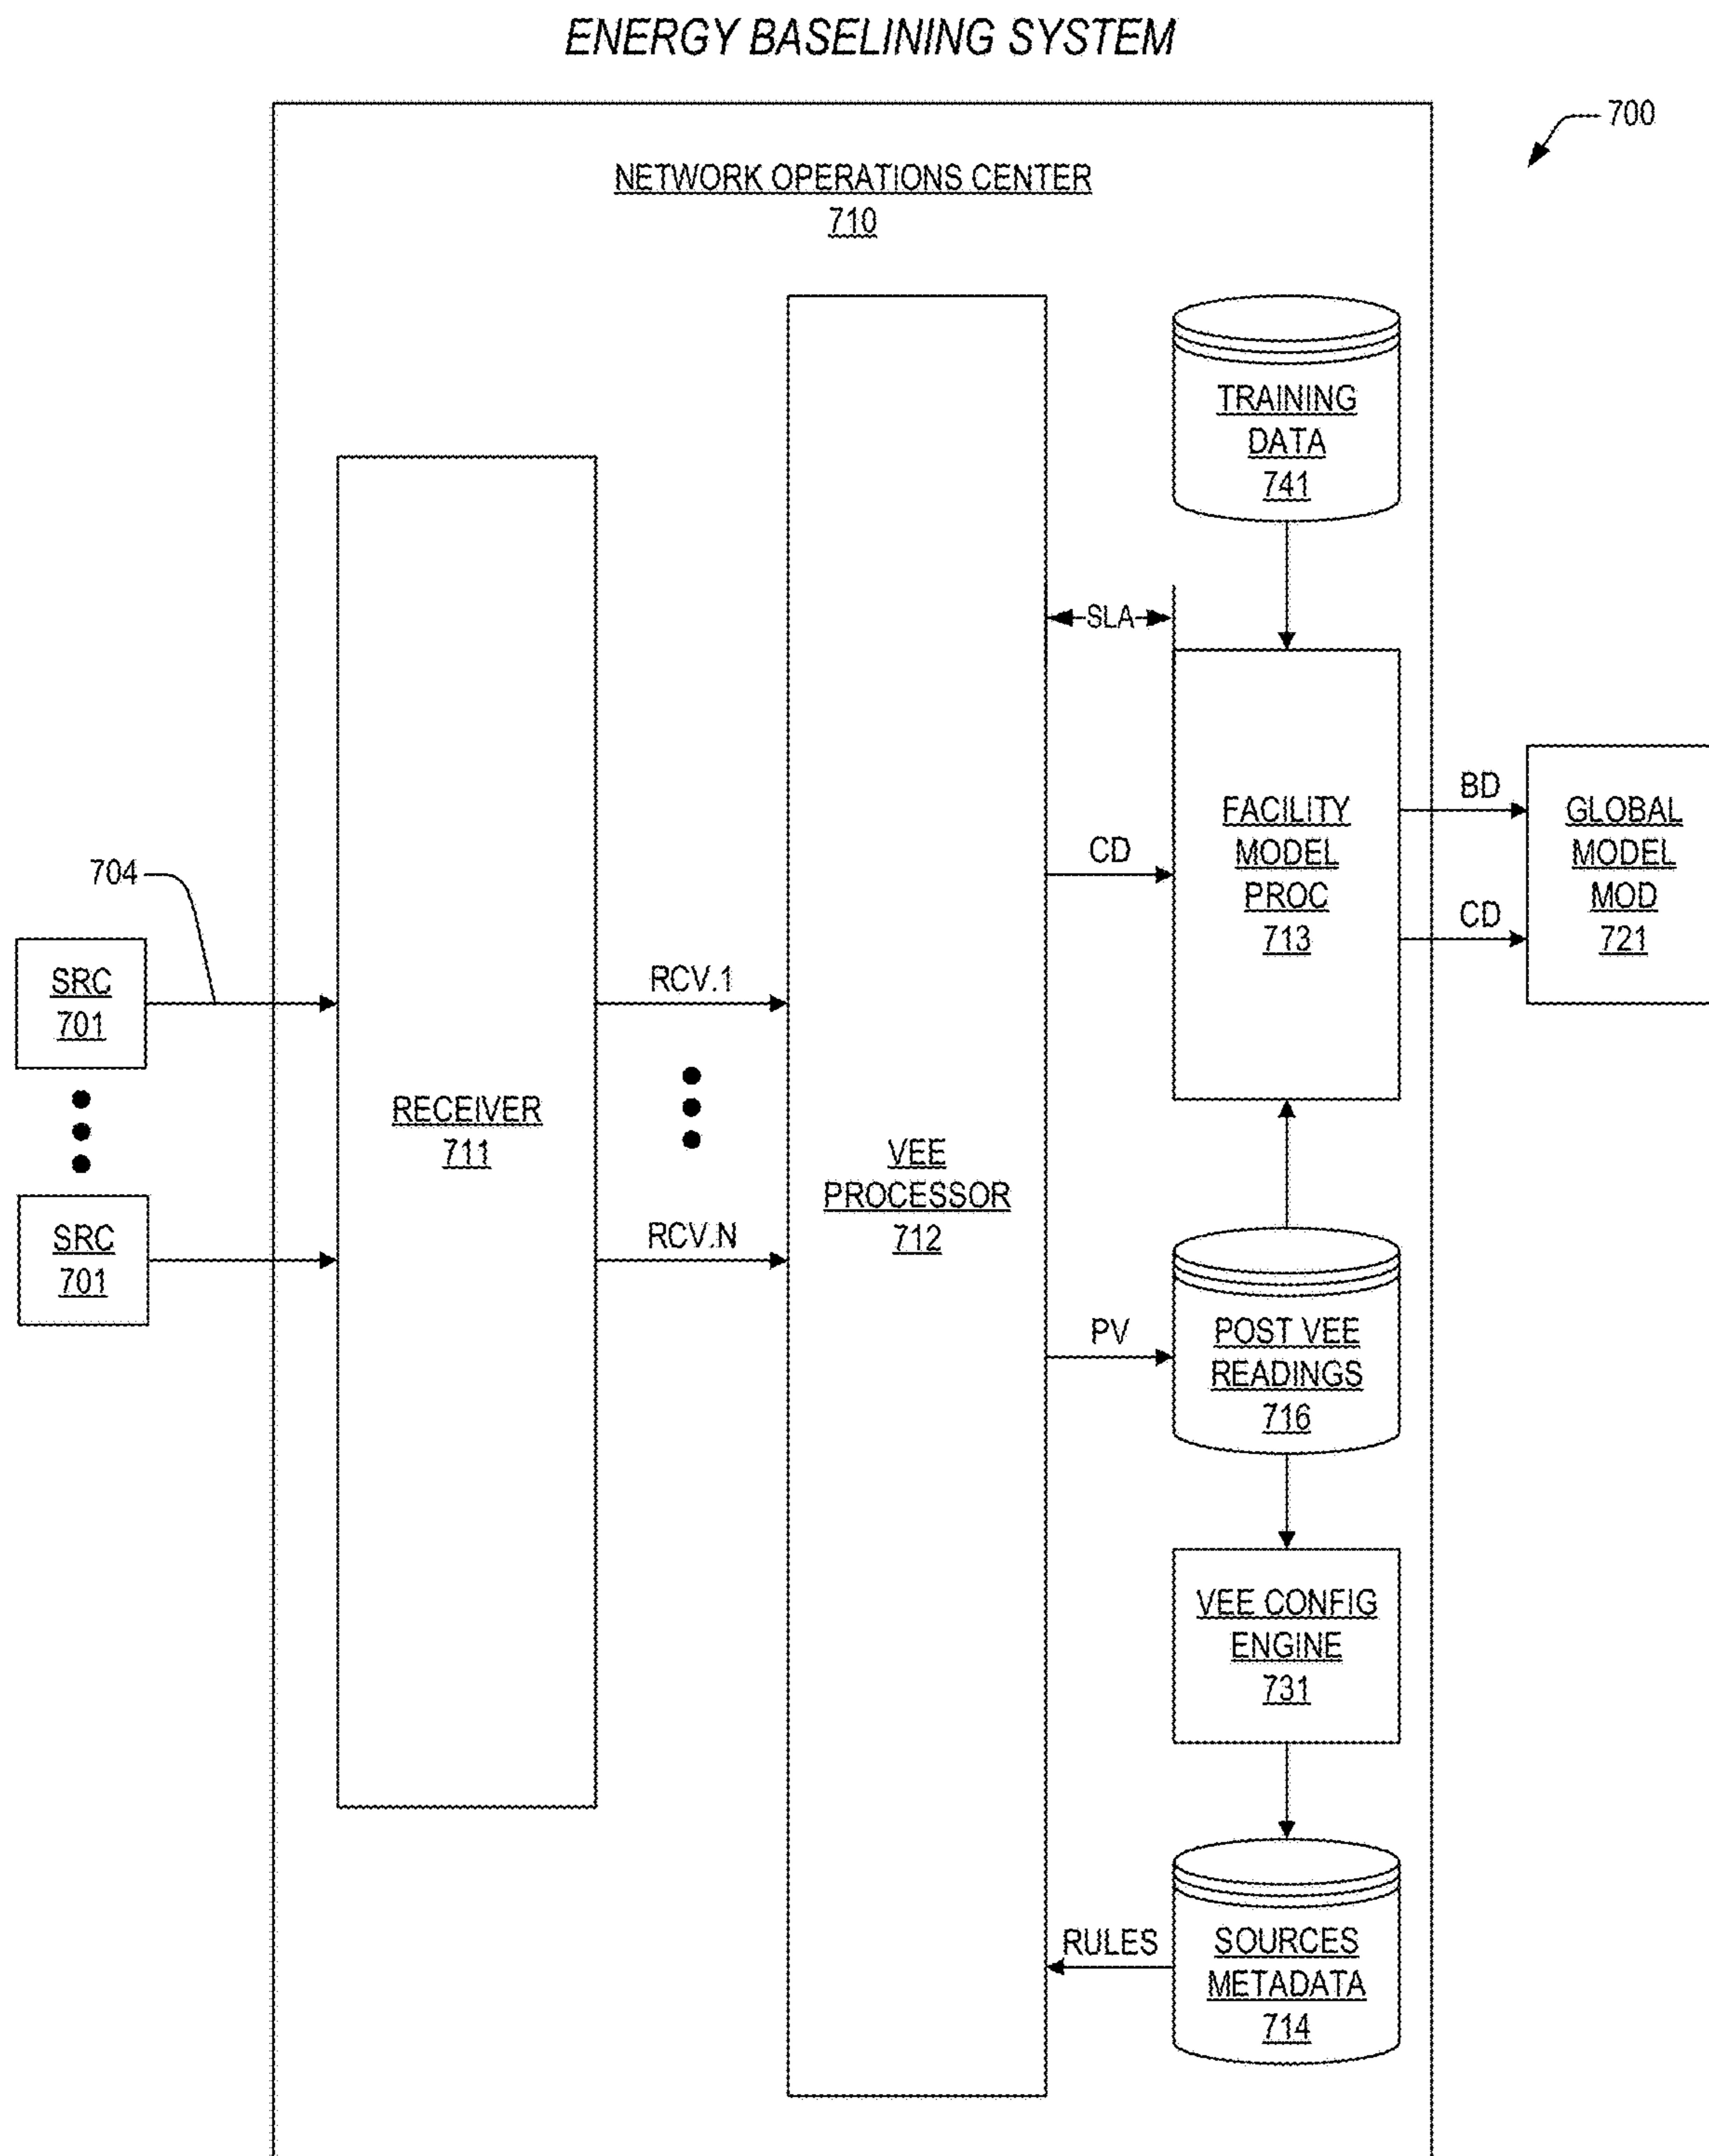 ENERGY BASELINING SYSTEM
700
NETWORK OPERATIONS CENTER
710
TRAINING
DATA
741
SLA
BD
CD
FACILITY
MODEL
PROC
713
GLOBAL
MODEL
MOD
721
CD
704
SRC
701
RCV.1
RECEIVER
711
VEE
PROCESSOR
712
SRC
701
RCV.N
PV
POST VEE
READINGS
716
VEE CONFIG
ENGINE
731
RULES
SOURCES
METADATA
714